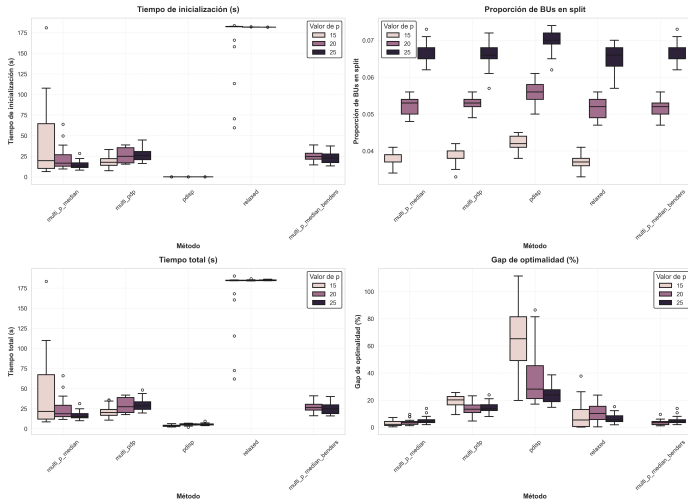 Tiempo de inicialización (s)
Tiempo de inicialización (s)
175
150
125
100
75
50
25
0
Valor de p
15
20
25
multi_p_median
multi_pdp
pdisp
relaxed
multi_p_median_benders
Método
Proporción de BUs en split
Proporción de BUs en split
0.07
0.06
0.05
0.04
Valor de p
15
20
25
multi_p_median
multi_pdp
pdisp
relaxed
multi_p_median_benders
Método
Tiempo total (s)
Tiempo total (s)
175
150
125
100
75
50
25
0
Valor de p
15
20
25
multi_p_median
multi_pdp
pdisp
relaxed
multi_p_median_benders
Método
Gap de optimalidad (%)
Gap de optimalidad (%)
100
80
60
40
20
0
Valor de p
15
20
25
multi_p_median
multi_pdp
pdisp
relaxed
multi_p_median_benders
Método